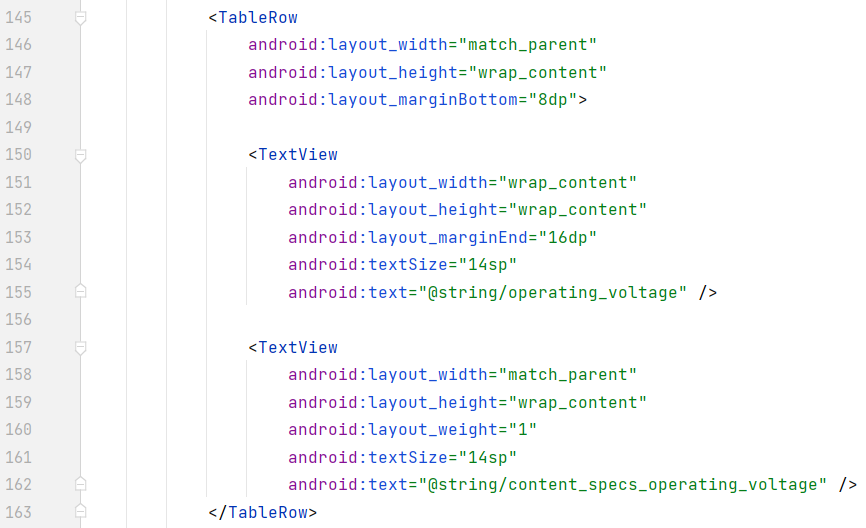 145 <TableRow
146 android:layout_width="match_parent"
147 android:layout_height="wrap_content"
148 android:layout_marginBottom="8dp">
149
150 <TextView
151 android:layout_width="wrap_content"
152 android:layout_height="wrap_content"
153 android:layout_marginEnd="16dp"
154 android:textSize="14sp"
155 android:text="@string/operating_voltage" />
156
157 <TextView
158 android:layout_width="match_parent"
159 android:layout_height="wrap_content"
160 android:layout_weight="1"
161 android:textSize="14sp"
162 android:text="@string/content_specs_operating_voltage" />
163 </TableRow>